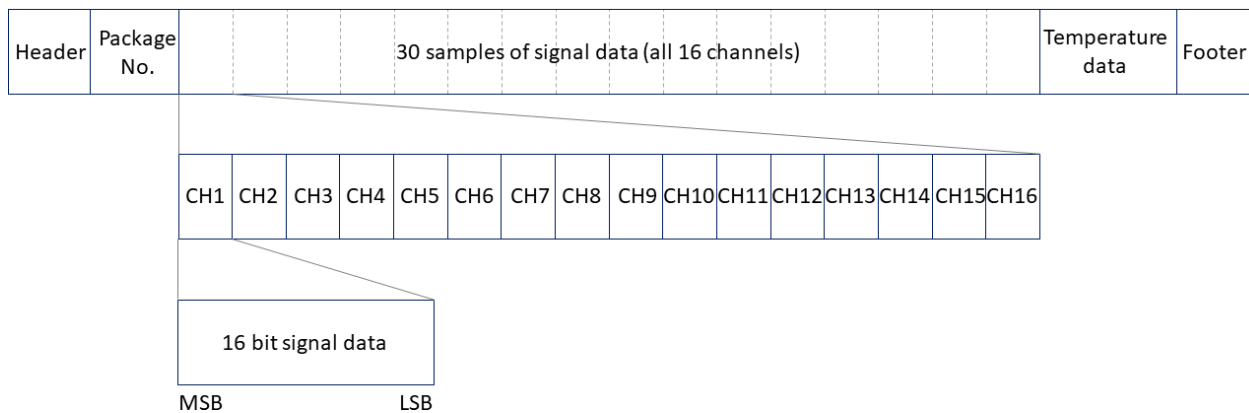 Header
Package
No.
30 samples of signal data (all 16 channels)
Temperature
data
Footer
CH1 CH2 CH3 CH4 CH5 CH6 CH7 CH8 CH9 CH10 CH11 CH12 CH13 CH14 CH15 CH16
16 bit signal data
MSB LSB